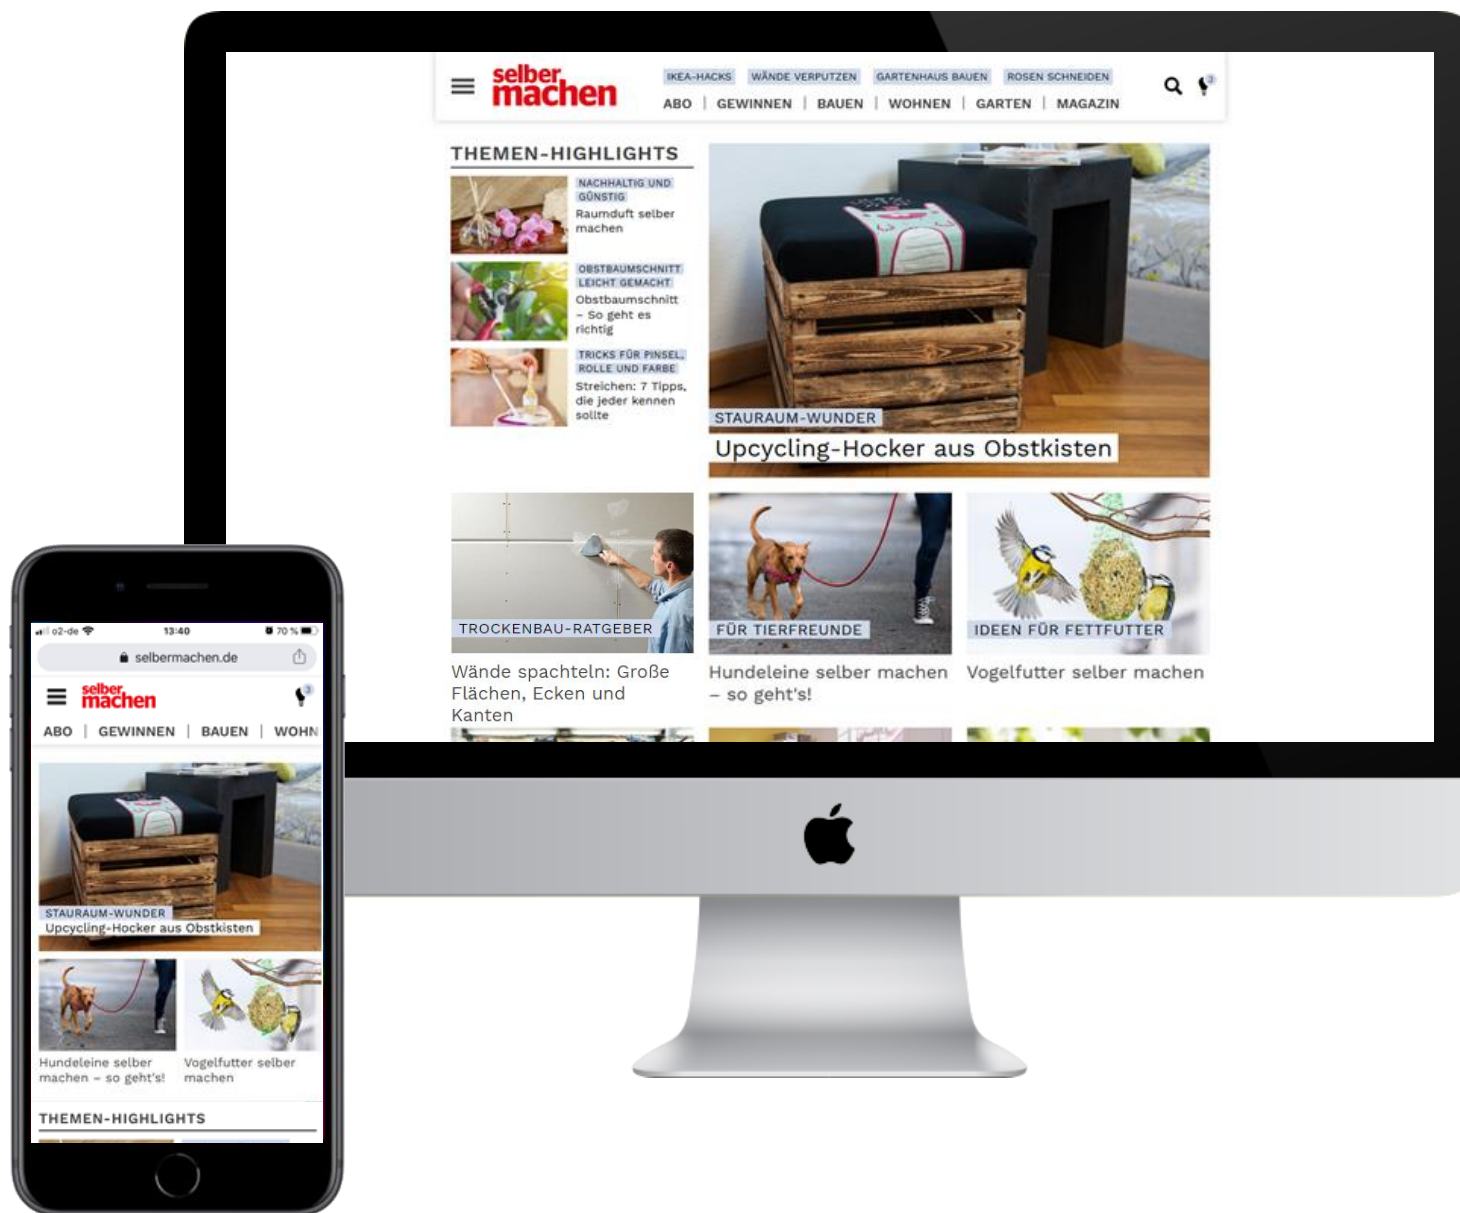 selber
machen
IKEA-HACKS WÄNDE VERPUTZEN GARTENHAUS BAUEN ROSEN SCHNEIDEN
ABO | GEWINNEN | BAUEN | WOHNEN | GARTEN | MAGAZIN
3
THEMEN-HIGHLIGHTS
NACHHALTIG UND
GÜNSTIG
Raumduft selber
machen
OBSTBAUMSCHNITT
LEICHT GEMACHT
Obstbaumschnitt
– So geht es
richtig
TRICKS FÜR PINSEL,
ROLLE UND FARBE
Streichen: 7 Tipps,
die jeder kennen
sollte
STAURAUM-WUNDER
Upcycling-Hocker aus Obstkisten
TROCKENBAU-RATGEBER
Wände spachteln: Große
Flächen, Ecken und
Kanten
FÜR TIERFREUNDE
Hundeleine selber machen
– so geht's!
IDEEN FÜR FETTFUTTER
Vogelfutter selber machen
o2-de 13:40 70 %
selbermachen.de
selber
machen
3
ABO | GEWINNEN | BAUEN | WOHN
STAURAUM-WUNDER
Upcycling-Hocker aus Obstkisten
Hundeleine selber
machen – so geht's!
Vogelfutter selber
machen
THEMEN-HIGHLIGHTS